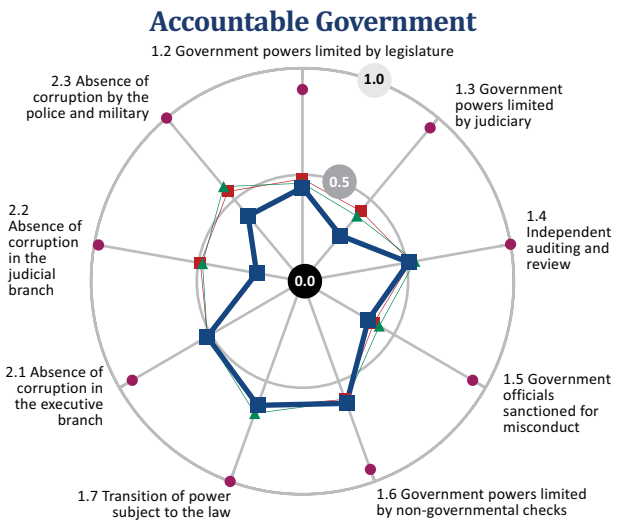 Accountable Government
1.2 Government powers limited by legislature
1.0
2.3 Absence of
corruption by the
police and military
1.3 Government
powers limited
by judiciary
0.5
2.2
Absence of
corruption
in the
judicial
branch
1.4
Independent
auditing and
review
0.0
2.1 Absence of
corruption in
the executive
branch
1.5 Government
officials
sanctioned for
misconduct
1.7 Transition of power
subject to the law
1.6 Government powers limited
by non-governmental checks